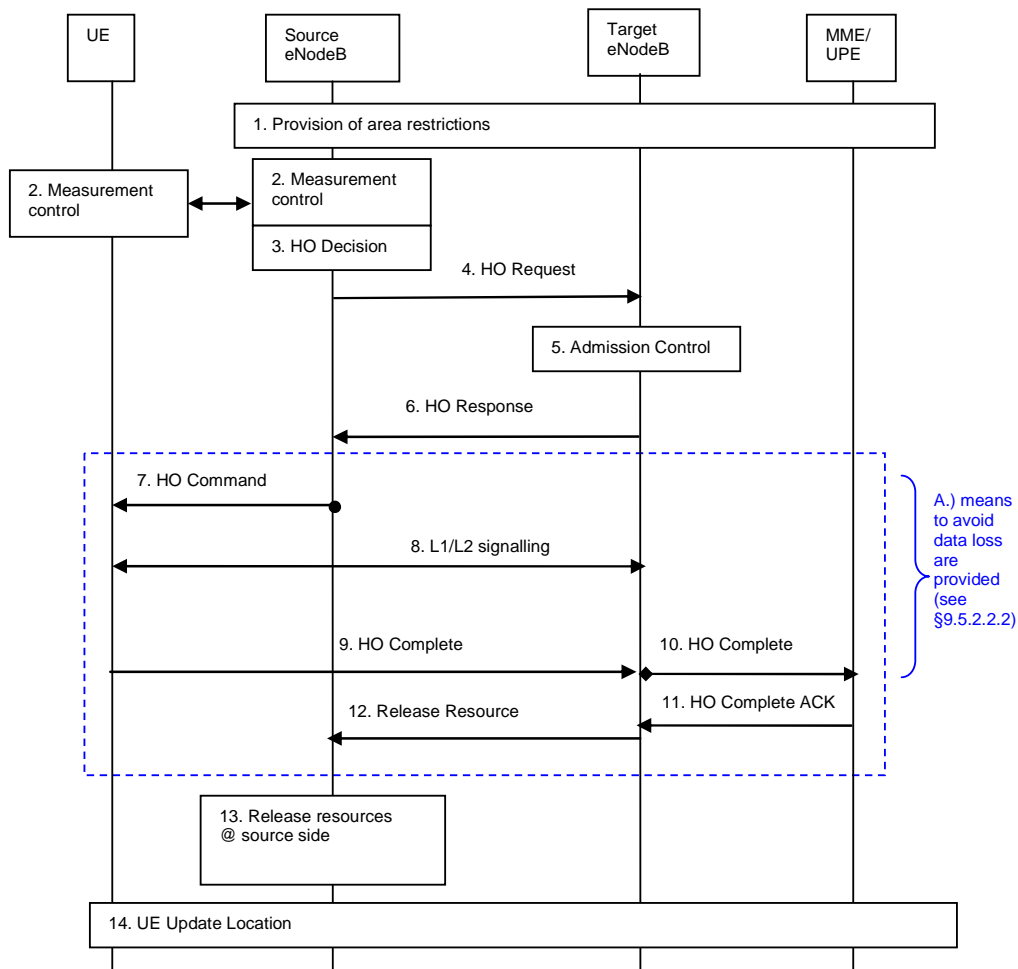 UE
Source
eNodeB
Target
eNodeB
MME/
UPE
1. Provision of area restrictions
2. Measurement
control
2. Measurement
control
3. HO Decision
4. HO Request
5. Admission Control
6. HO Response
7. HO Command
8. L1/L2 signalling
A.) means
to avoid
data loss
are
provided
(see
§9.5.2.2.2)
9. HO Complete
10. HO Complete
11. HO Complete ACK
12. Release Resource
13. Release resources
@ source side
14. UE Update Location